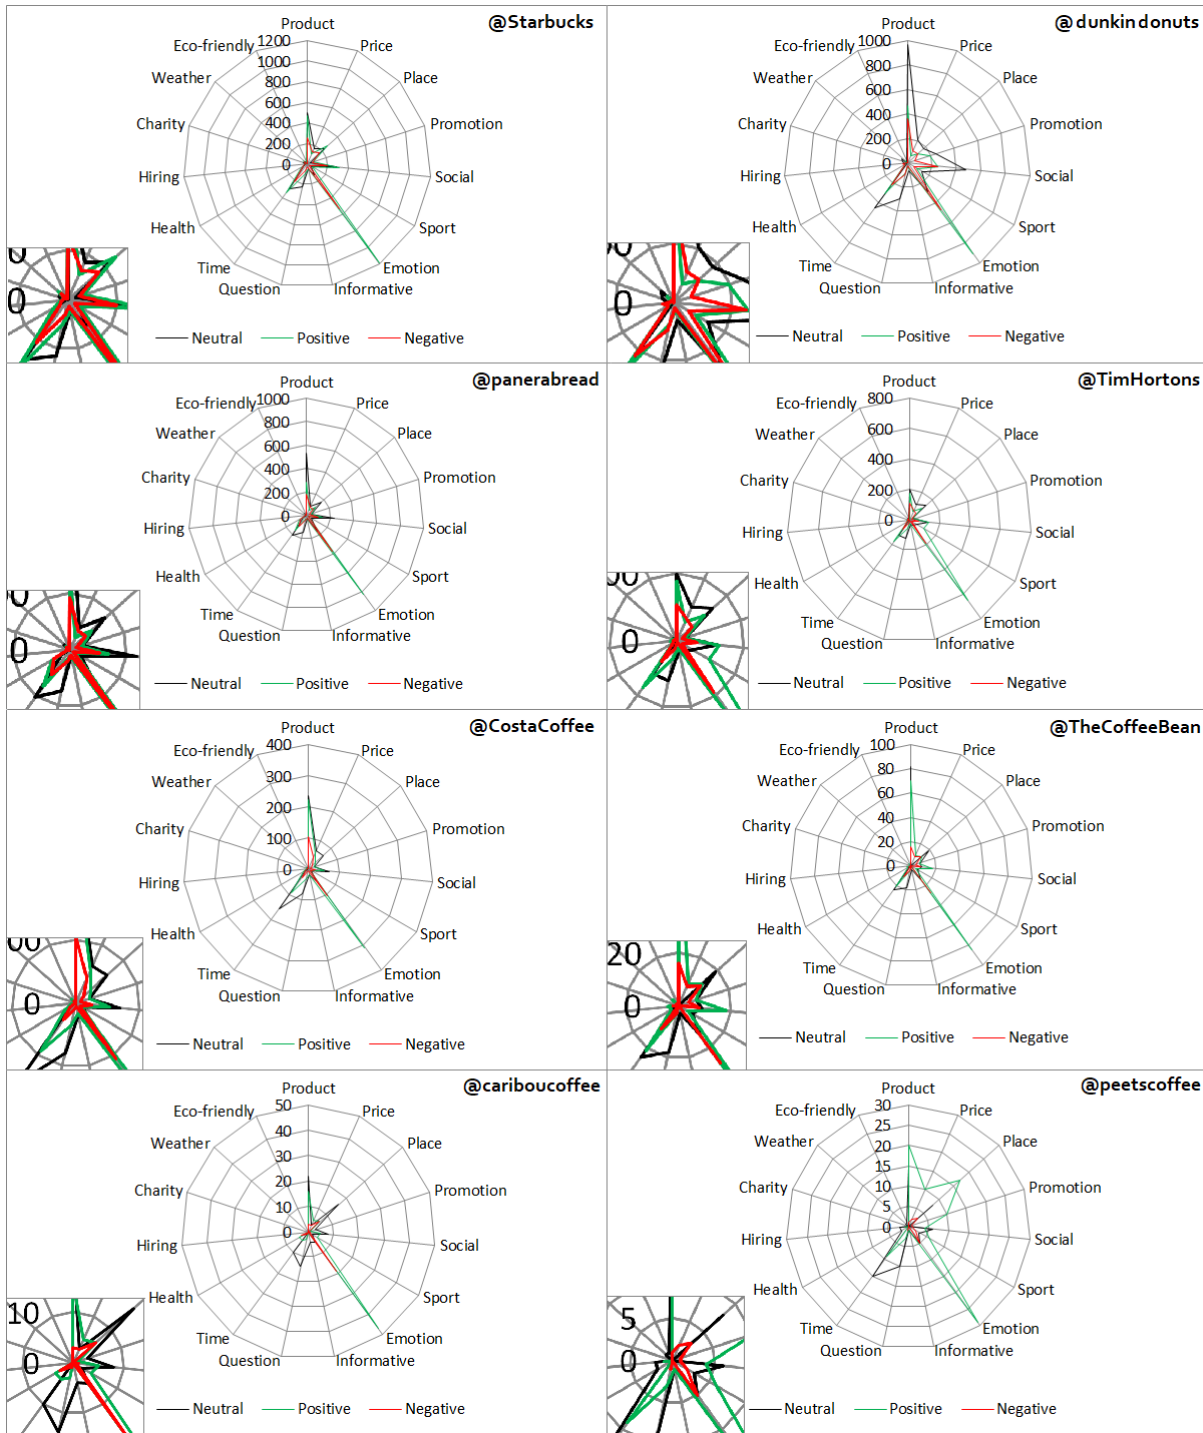 @Starbucks
Product
Price
Place
Promotion
Social
Sport
Emotion
Informative
Question
Time
Health
Hiring
Charity
Weather
Eco-friendly
1200
1000
800
600
400
200
0
0
0
Neutral Positive Negative
@dunkindonuts
Product
Price
Place
Promotion
Social
Sport
Emotion
Informative
Question
Time
Health
Hiring
Charity
Weather
Eco-friendly
1000
800
600
400
200
0
00
0
Neutral Positive Negative
@panerabread
Product
Price
Place
Promotion
Social
Sport
Emotion
Informative
Question
Time
Health
Hiring
Charity
Weather
Eco-friendly
1000
800
600
400
200
0
0
0
Neutral Positive Negative
@TimHortons
Product
Price
Place
Promotion
Social
Sport
Emotion
Informative
Question
Time
Health
Hiring
Charity
Weather
Eco-friendly
800
600
400
200
0
00
0
Neutral Positive Negative
@CostaCoffee
Product
Price
Place
Promotion
Social
Sport
Emotion
Informative
Question
Time
Health
Hiring
Charity
Weather
Eco-friendly
400
300
200
100
0
00
0
Neutral Positive Negative
@TheCoffeeBean
Product
Price
Place
Promotion
Social
Sport
Emotion
Informative
Question
Time
Health
Hiring
Charity
Weather
Eco-friendly
100
80
60
40
20
0
20
0
Neutral Positive Negative
@cariboucoffee
Product
Price
Place
Promotion
Social
Sport
Emotion
Informative
Question
Time
Health
Hiring
Charity
Weather
Eco-friendly
50
40
30
20
10
0
10
0
Neutral Positive Negative
@peetscoffee
Product
Price
Place
Promotion
Social
Sport
Emotion
Informative
Question
Time
Health
Hiring
Charity
Weather
Eco-friendly
30
25
20
15
10
5
0
5
0
Neutral Positive Negative